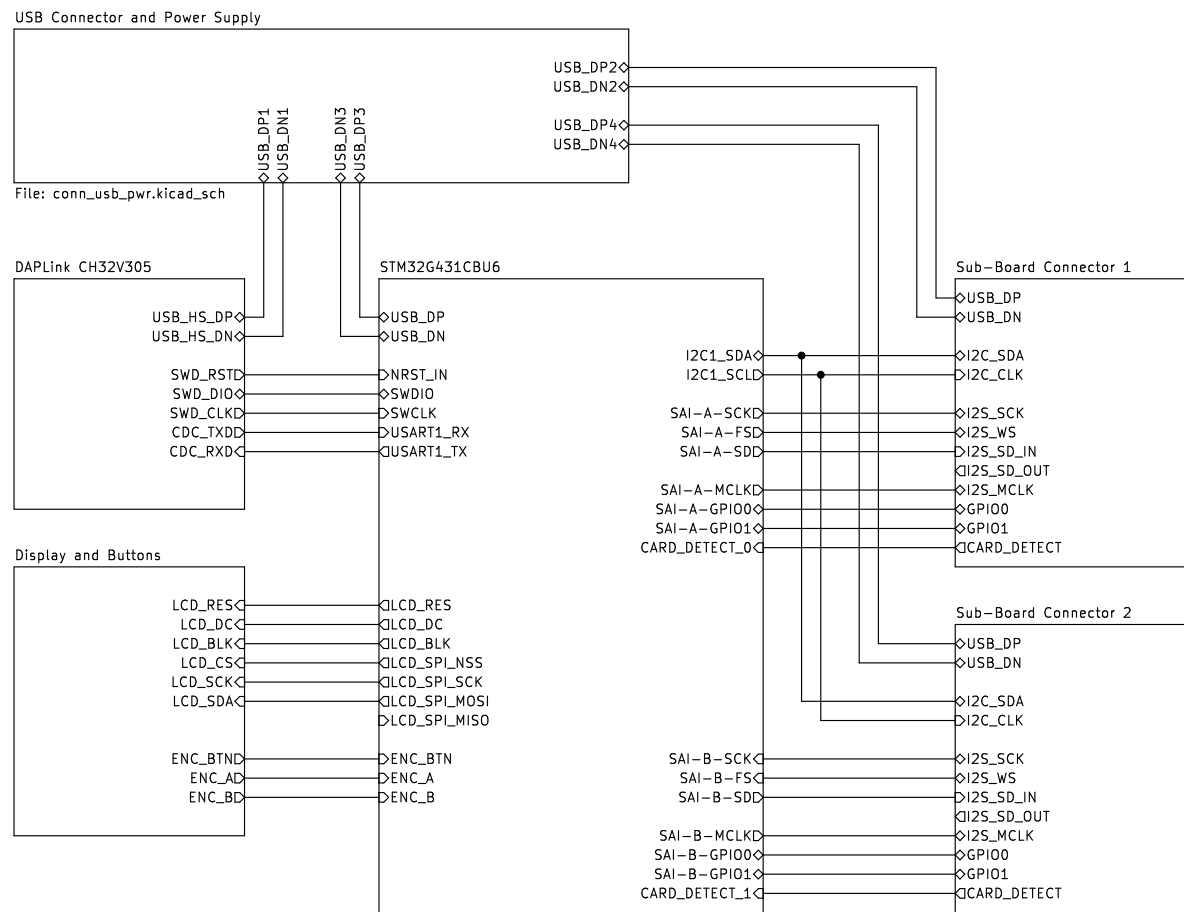 USB Connector and Power Supply
USB_DP2
USB_DN2
USB_DP4
USB_DN4
USB_DP1
USB_DN1
USB_DN3
USB_DP3
File: conn_usb_pwr.kicad_sch
DAPLink CH32V305
USB_HS_DP
USB_HS_DN
SWD_RST
SWD_DIO
SWD_CLK
CDC_TXD
CDC_RXD
Display and Buttons
LCD_RES
LCD_DC
LCD_BLK
LCD_CS
LCD_SCK
LCD_SDA
ENC_BTN
ENC_A
ENC_B
STM32G431CBU6
USB_DP
USB_DN
NRST_IN
SWDIO
SWCLK
USART1_RX
USART1_TX
LCD_RES
LCD_DC
LCD_BLK
LCD_SPI_NSS
LCD_SPI_SCK
LCD_SPI_MOSI
LCD_SPI_MISO
ENC_BTN
ENC_A
ENC_B
I2C1_SDA
I2C1_SCL
SAI-A-SCK
SAI-A-FS
SAI-A-SD
SAI-A-MCLK
SAI-A-GPIO0
SAI-A-GPIO1
CARD_DETECT_0
SAI-B-SCK
SAI-B-FS
SAI-B-SD
SAI-B-MCLK
SAI-B-GPIO0
SAI-B-GPIO1
CARD_DETECT_1
Sub-Board Connector 1
USB_DP
USB_DN
I2C_SDA
I2C_CLK
I2S_SCK
I2S_WS
I2S_SD_IN
I2S_SD_OUT
I2S_MCLK
GPIO0
GPIO1
CARD_DETECT
Sub-Board Connector 2
USB_DP
USB_DN
I2C_SDA
I2C_CLK
I2S_SCK
I2S_WS
I2S_SD_IN
I2S_SD_OUT
I2S_MCLK
GPIO0
GPIO1
CARD_DETECT